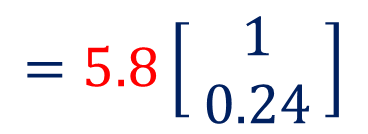 = 5.8 [ 1
0.24 ]